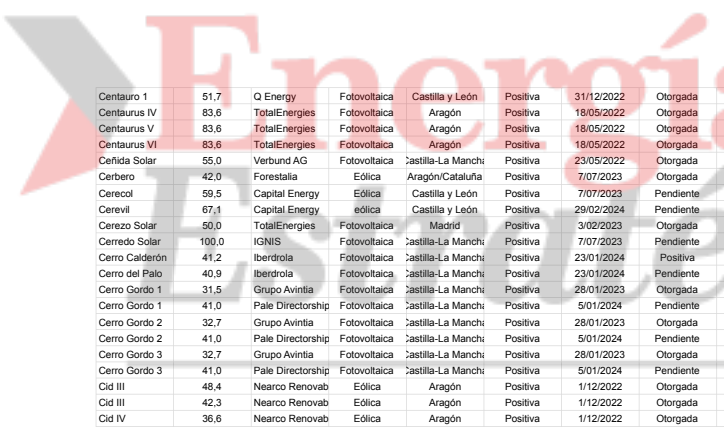 Energía
Estraté
Centauro 1 51,7 Q Energy Fotovoltaica Castilla y León Positiva 31/12/2022 Otorgada
Centaurus IV 83,6 TotalEnergies Fotovoltaica Aragón Positiva 18/05/2022 Otorgada
Centaurus V 83,6 TotalEnergies Fotovoltaica Aragón Positiva 18/05/2022 Otorgada
Centaurus VI 83,6 TotalEnergies Fotovoltaica Aragón Positiva 18/05/2022 Otorgada
Ceñida Solar 55,0 Verbund AG Fotovoltaica Castilla-La Mancha Positiva 23/05/2022 Otorgada
Cerbero 42,0 Forestalia Eólica Aragón/Cataluña Positiva 7/07/2023 Otorgada
Cerecol 59,5 Capital Energy Eólica Castilla y León Positiva 7/07/2023 Pendiente
Cerevil 67,1 Capital Energy eólica Castilla y León Positiva 29/02/2024 Pendiente
Cerezo Solar 50,0 TotalEnergies Fotovoltaica Madrid Positiva 3/02/2023 Otorgada
Cerredo Solar 100,0 IGNIS Fotovoltaica Castilla-La Mancha Positiva 7/07/2023 Pendiente
Cerro Calderón 41,2 Iberdrola Fotovoltaica Castilla-La Mancha Positiva 23/01/2024 Positiva
Cerro del Palo 40,9 Iberdrola Fotovoltaica Castilla-La Mancha Positiva 23/01/2024 Pendiente
Cerro Gordo 1 31,5 Grupo Avintia Fotovoltaica Castilla-La Mancha Positiva 28/01/2023 Otorgada
Cerro Gordo 1 41,0 Pale Directorship Fotovoltaica Castilla-La Mancha Positiva 5/01/2024 Pendiente
Cerro Gordo 2 32,7 Grupo Avintia Fotovoltaica Castilla-La Mancha Positiva 28/01/2023 Otorgada
Cerro Gordo 2 41,0 Pale Directorship Fotovoltaica Castilla-La Mancha Positiva 5/01/2024 Pendiente
Cerro Gordo 3 32,7 Grupo Avintia Fotovoltaica Castilla-La Mancha Positiva 28/01/2023 Otorgada
Cerro Gordo 3 41,0 Pale Directorship Fotovoltaica Castilla-La Mancha Positiva 5/01/2024 Pendiente
Cid III 48,4 Nearco Renovab Eólica Aragón Positiva 1/12/2022 Otorgada
Cid III 42,3 Nearco Renovab Eólica Aragón Positiva 1/12/2022 Otorgada
Cid IV 36,6 Nearco Renovab Eólica Aragón Positiva 1/12/2022 Otorgada